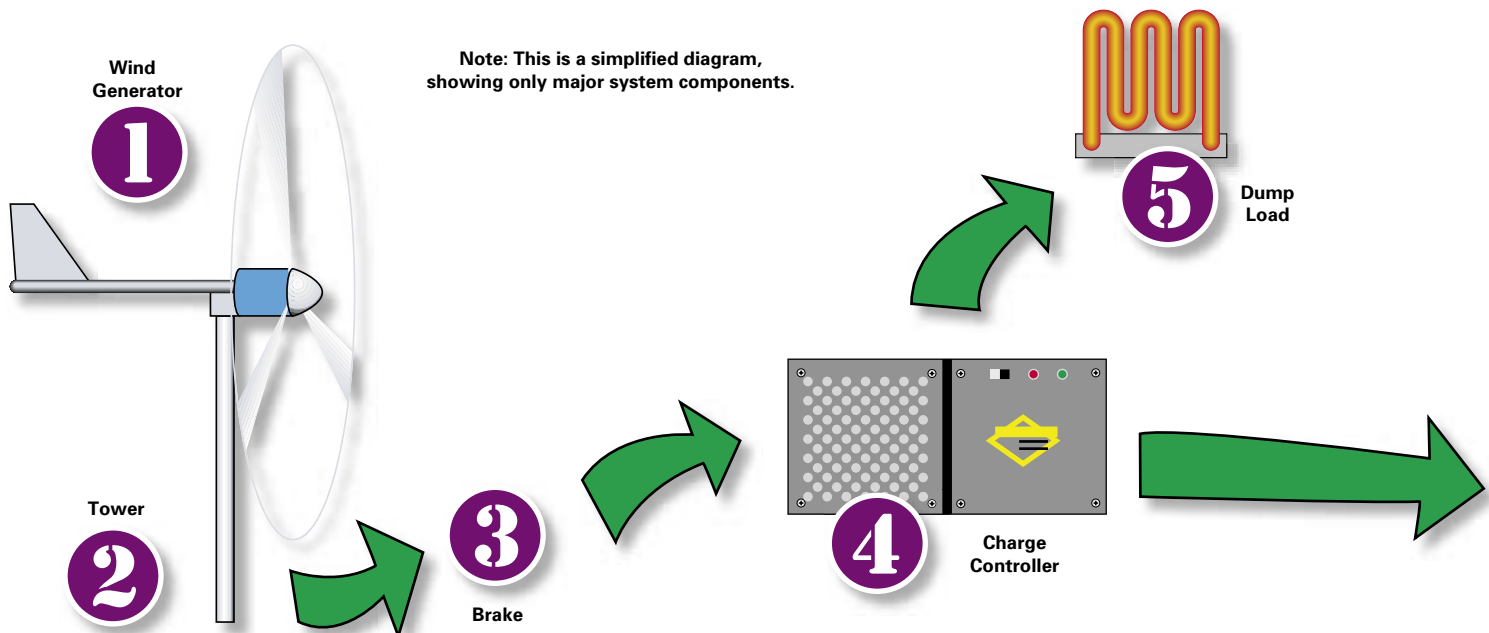 Wind
Generator
1
Note: This is a simplified diagram,
showing only major system components.
5
Dump
Load
Tower
2
3
Brake
4
Charge
Controller